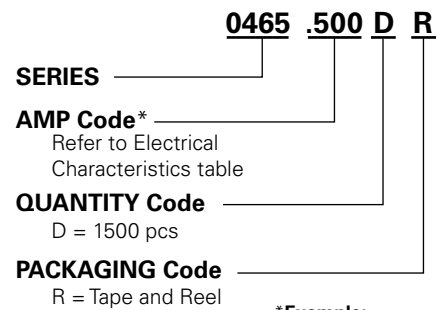 0465 .500 D R
SERIES
AMP Code*
Refer to Electrical
Characteristics table
QUANTITY Code
D = 1500 pcs
PACKAGING Code
R = Tape and Reel
*Example: